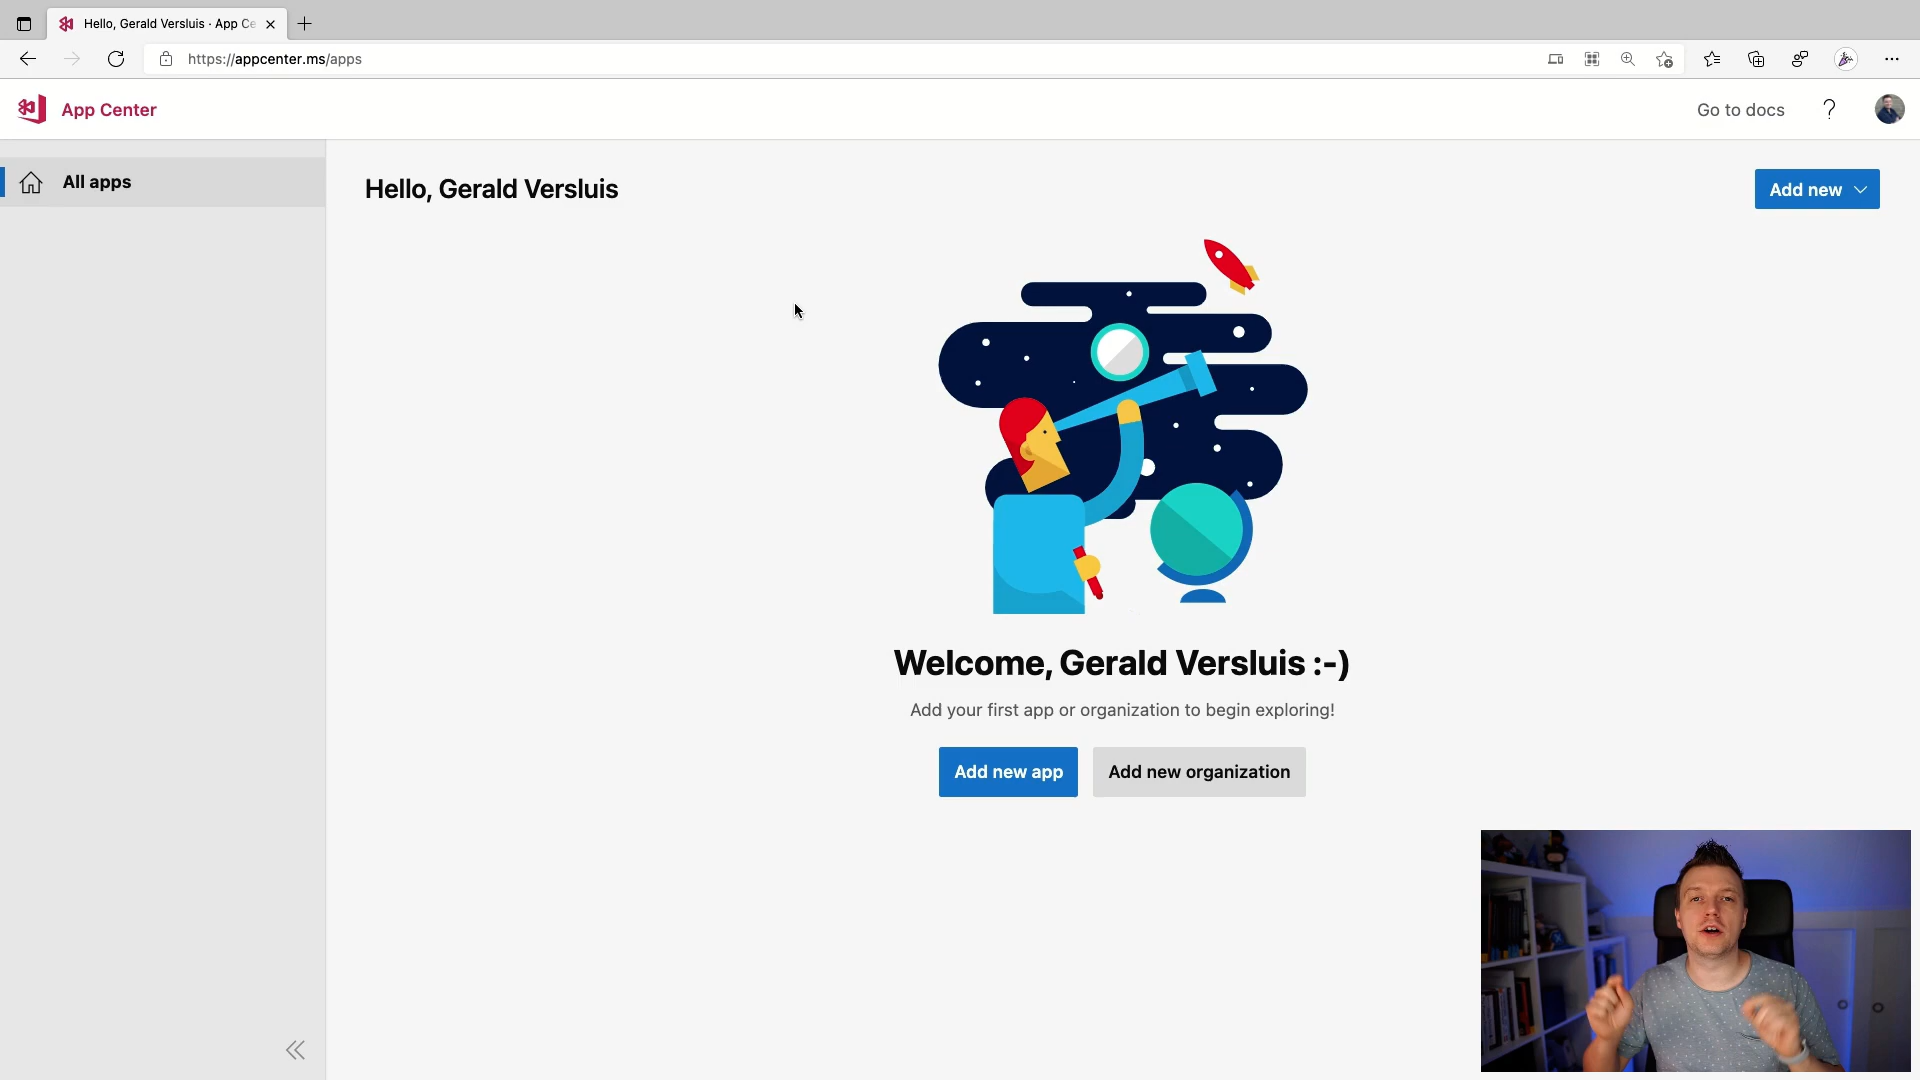 Hello, Gerald Versluis · App Ce
https://appcenter.ms/apps
App Center
Go to docs
?
All apps
Hello, Gerald Versluis
Add new
Welcome, Gerald Versluis :-)
Add your first app or organization to begin exploring!
Add new app
Add new organization